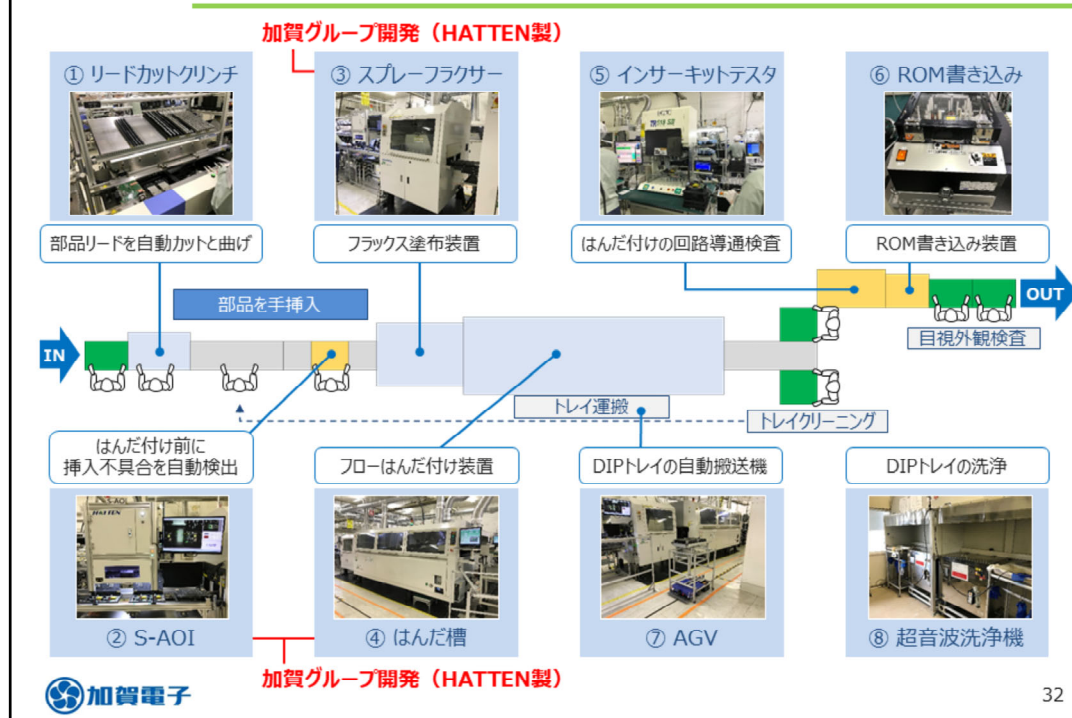 加賀グループ開発（HATTEN製）
① リードカットクリンチ
③ スプレーフラクサー
⑤ インサーキットテスタ
⑥ ROM書き込み
部品リードを自動カットと曲げ
フラックス塗布装置
はんだ付けの回路導通検査
ROM書き込み装置
部品を手挿入
IN
OUT
目視外観検査
トレイ運搬
トレイクリーニング
はんだ付け前に
挿入不具合を自動検出
フローはんだ付け装置
DIPトレイの自動搬送機
DIPトレイの洗浄
HATTEN
② S-AOI
④ はんだ槽
⑦ AGV
⑧ 超音波洗浄機
加賀グループ開発（HATTEN製）
加賀電子
32